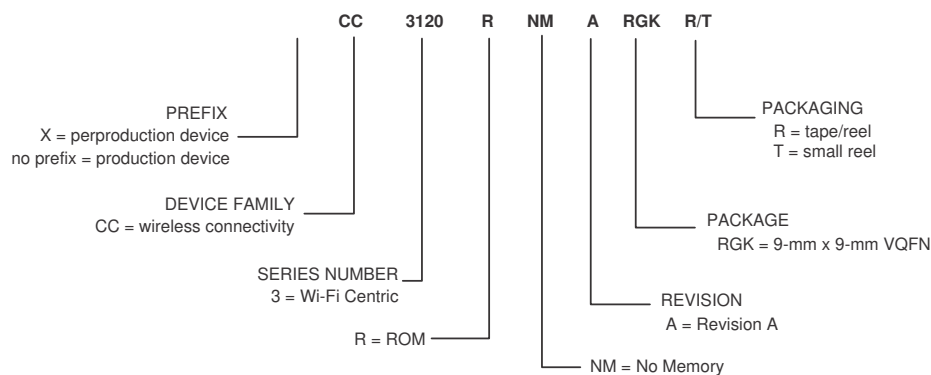 CC 3120 R NM A RGK R/T
PREFIX
X = perproduction device
no prefix = production device
PACKAGING
R = tape/reel
T = small reel
DEVICE FAMILY
CC = wireless connectivity
PACKAGE
RGK = 9-mm x 9-mm VQFN
SERIES NUMBER
3 = Wi-Fi Centric
REVISION
A = Revision A
R = ROM
NM = No Memory